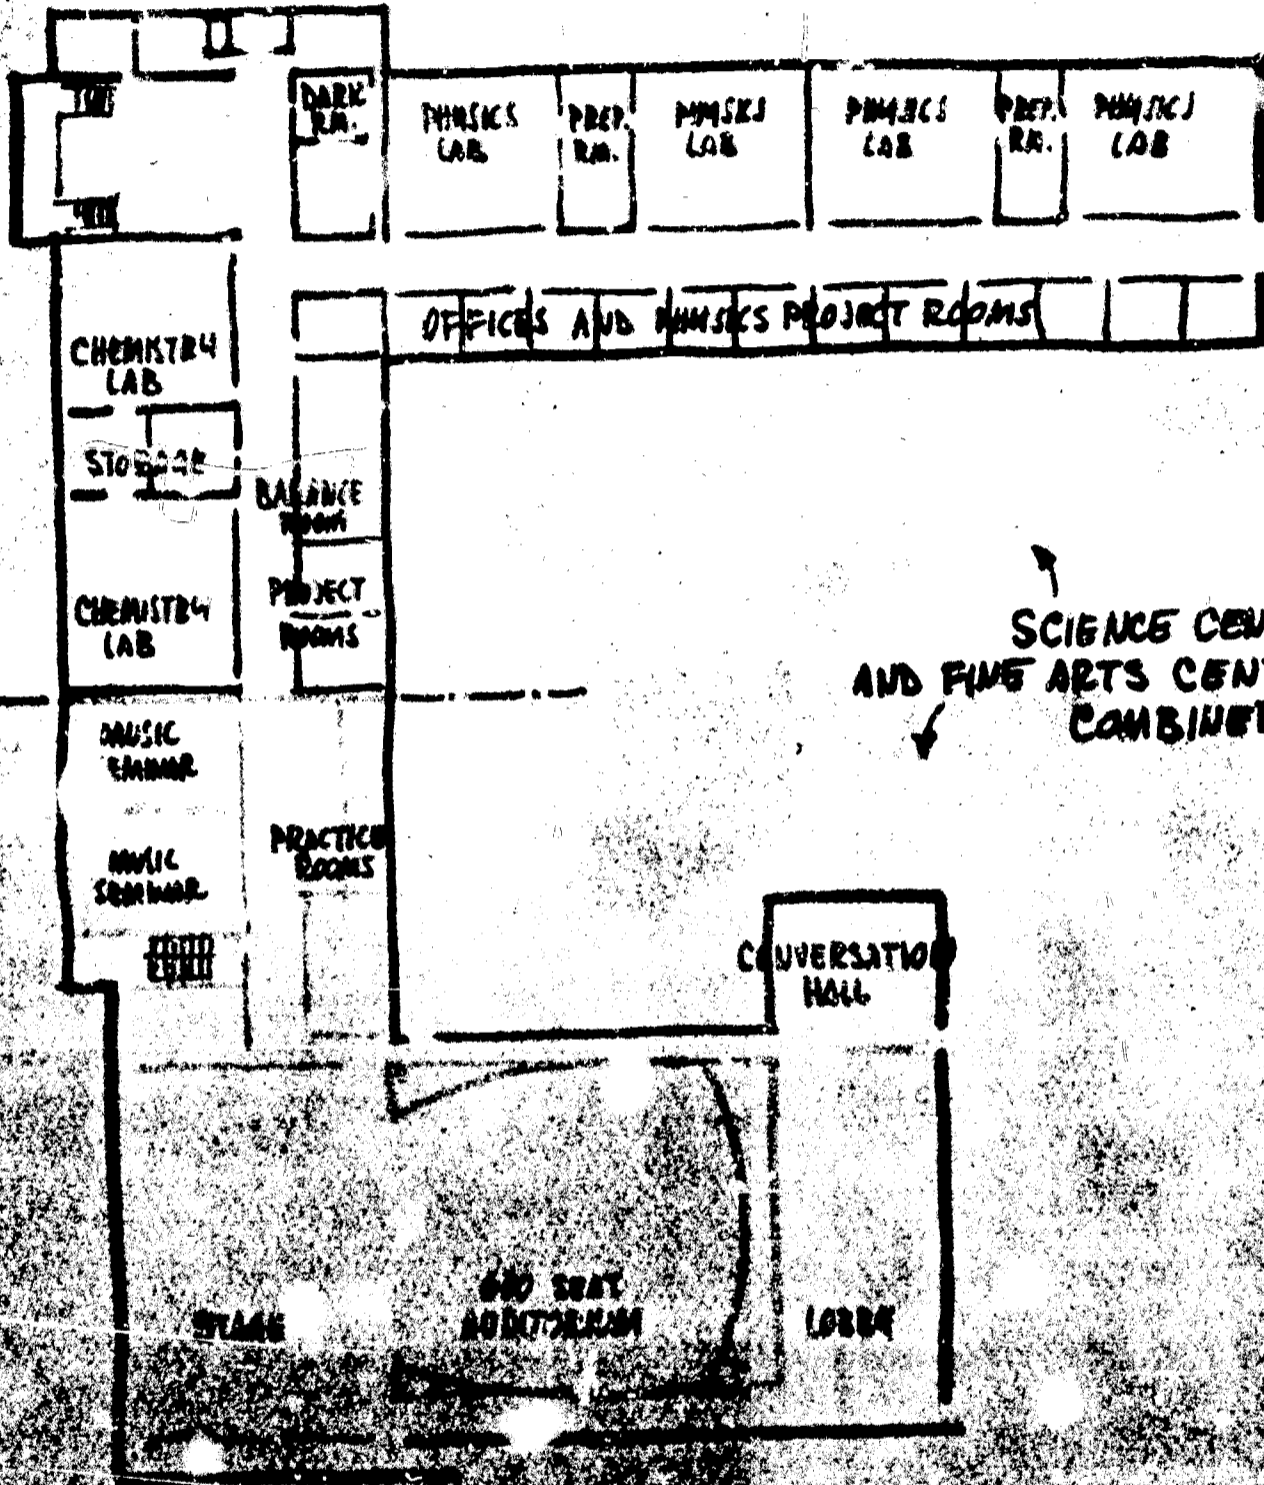 DARK
RM.
PHYSICS
LAB
PREP.
RM.
PHYSICS
LAB
PHYSICS
LAB
PREP.
RM.
PHYSICS
LAB
OFFICES AND PHYSICS PROJECT ROOMS
CHEMISTRY
LAB
STORAGE
BALANCE
ROOM
CHEMISTRY
LAB
PROJECT
ROOMS
SCIENCE CEN
AND FINE ARTS CENT
COMBINE
MUSIC
SEMINAR
PRACTICE
ROOMS
MUSIC
SEMINAR
CONVERSATION
HALL
STAGE
SEAT
AUDITORIUM
LOBBY